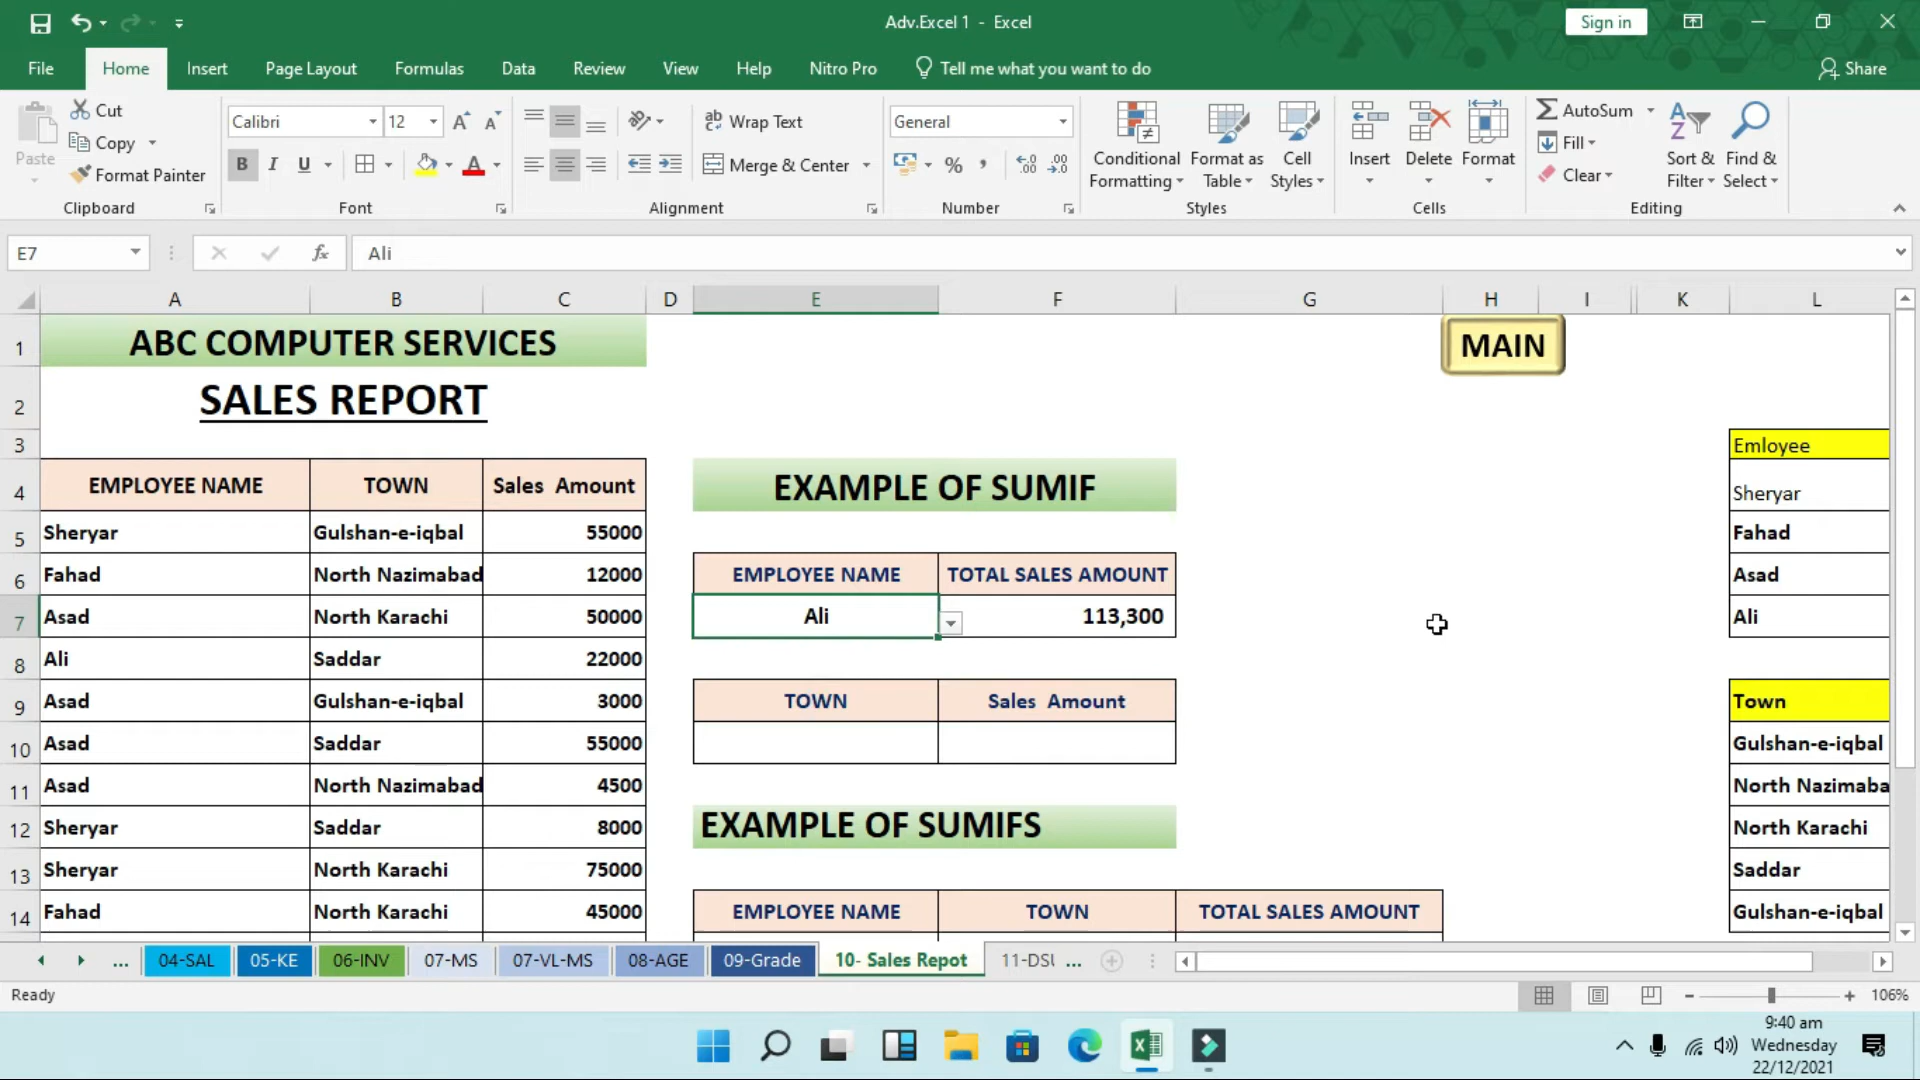 Adv.Excel 1 - Excel
Sign in
File Home Insert Page Layout Formulas Data Review View Help Nitro Pro Tell me what you want to do Share
Paste
Cut
Copy
Format Painter
Clipboard
Calibri 12
B I U
Font
ab Wrap Text
Merge & Center
Alignment
General
% ,
Number
Conditional Formatting
Format as Table
Cell Styles
Styles
Insert Delete Format
Cells
AutoSum
Fill
Clear
Sort & Filter
Find & Select
Editing
E7 fx Ali
A B C D E F G H I K L
1 ABC COMPUTER SERVICES MAIN
2 SALES REPORT
3 Emloyee
4 EMPLOYEE NAME TOWN Sales Amount EXAMPLE OF SUMIF Sheryar
5 Sheryar Gulshan-e-iqbal 55000 Fahad
6 Fahad North Nazimabad 12000 EMPLOYEE NAME TOTAL SALES AMOUNT Asad
7 Asad North Karachi 50000 Ali 113,300 Ali
8 Ali Saddar 22000
9 Asad Gulshan-e-iqbal 3000 TOWN Sales Amount Town
10 Asad Saddar 55000 Gulshan-e-iqbal
11 Asad North Nazimabad 4500 North Nazimaba
12 Sheryar Saddar 8000 EXAMPLE OF SUMIFS North Karachi
13 Sheryar North Karachi 75000 Saddar
14 Fahad North Karachi 45000 EMPLOYEE NAME TOWN TOTAL SALES AMOUNT Gulshan-e-iqbal
... 04-SAL 05-KE 06-INV 07-MS 07-VL-MS 08-AGE 09-Grade 10- Sales Repot 11-DSU ...
Ready 106%
9:40 am
Wednesday
22/12/2021